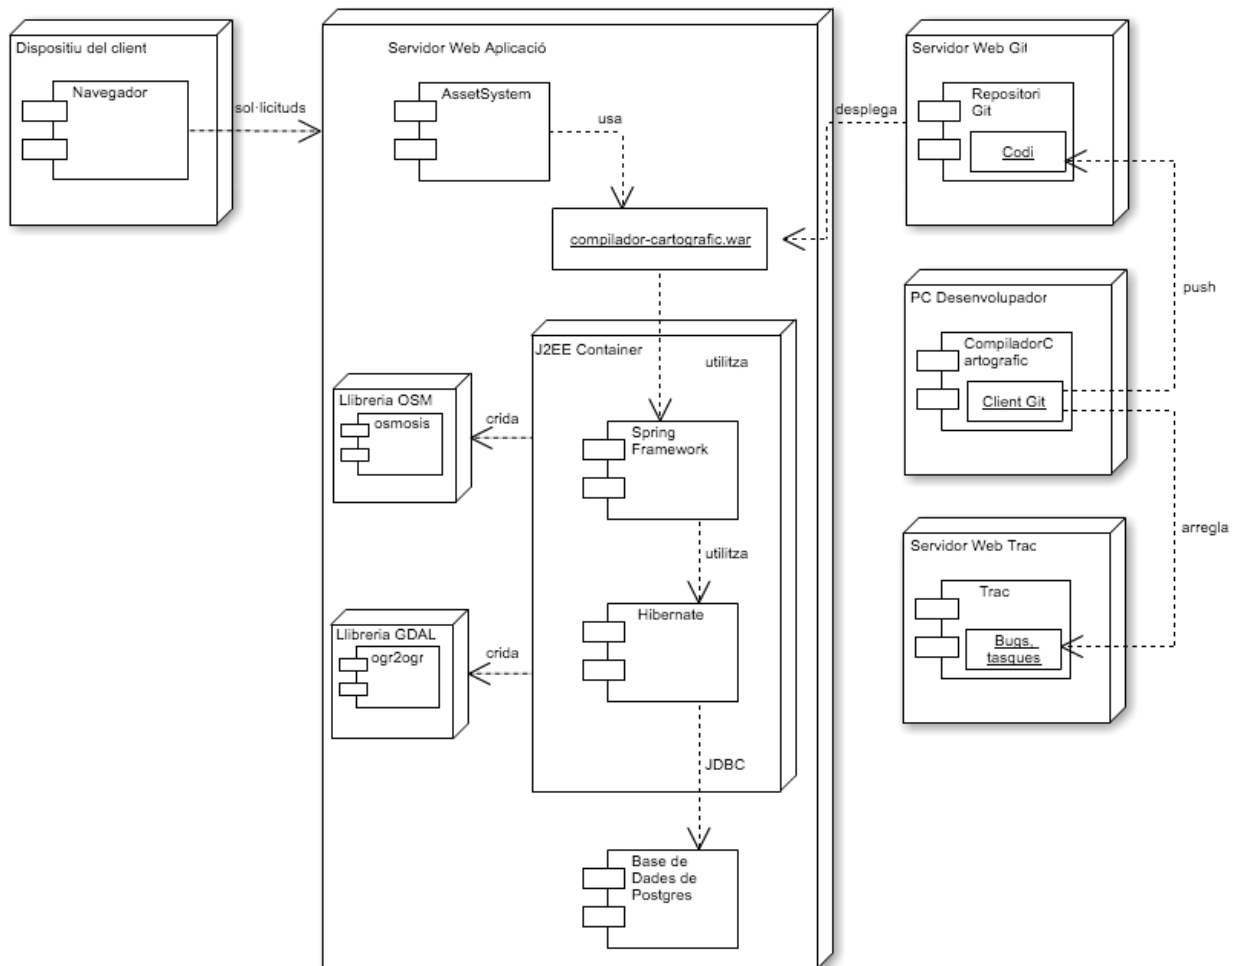 Dispositiu del client
Navegador
sol·licituds
Servidor Web Aplicació
AssetSystem
usa
compilador-cartografic.war
desplega
Servidor Web Git
Repositori
Git
Codi
push
PC Desenvolupador
CompiladorC
artografic
Client Git
arregla
Servidor Web Trac
Trac
Bugs,
tasques
J2EE Container
utilitza
Spring
Framework
utilitza
Hibernate
JDBC
Llibreria OSM
osmosis
crida
Llibreria GDAL
ogr2ogr
crida
Base de
Dades de
Postgres